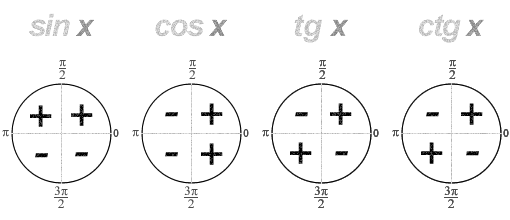 sin x cos x tg x ctg x
π/2 π/2 π/2 π/2
+ + - + - + - +
π 0 π 0 π 0 π 0
- - - + + - + -
3π/2 3π/2 3π/2 3π/2